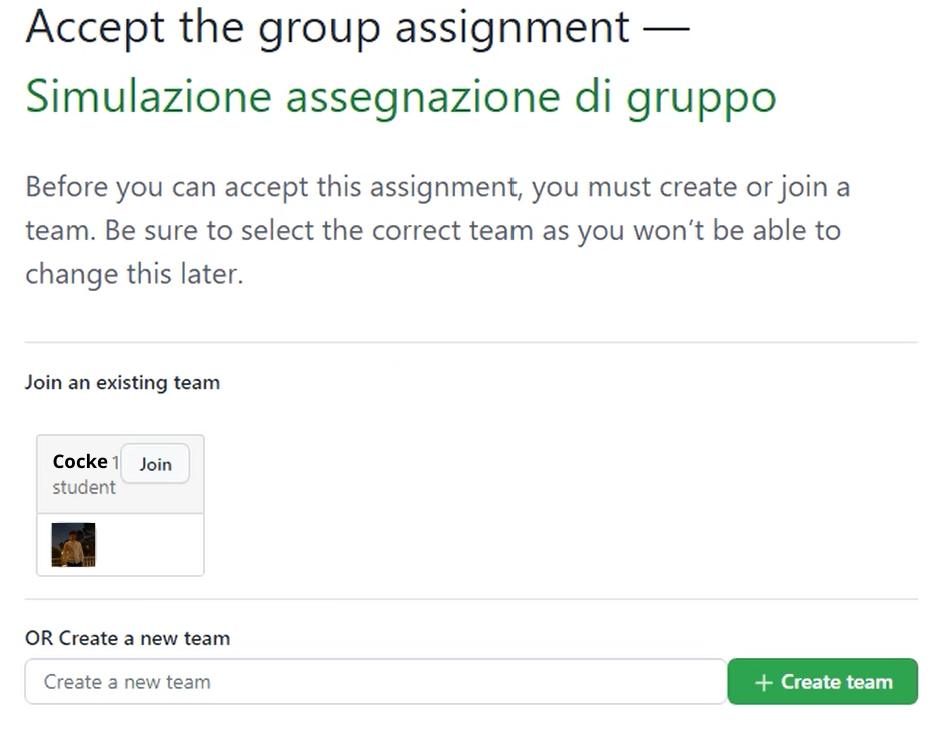 Accept the group assignment —
Simulazione assegnazione di gruppo
Before you can accept this assignment, you must create or join a
team. Be sure to select the correct team as you won’t be able to
change this later.
Join an existing team
Cocke 1
student
Join
OR Create a new team
Create a new team
+ Create team